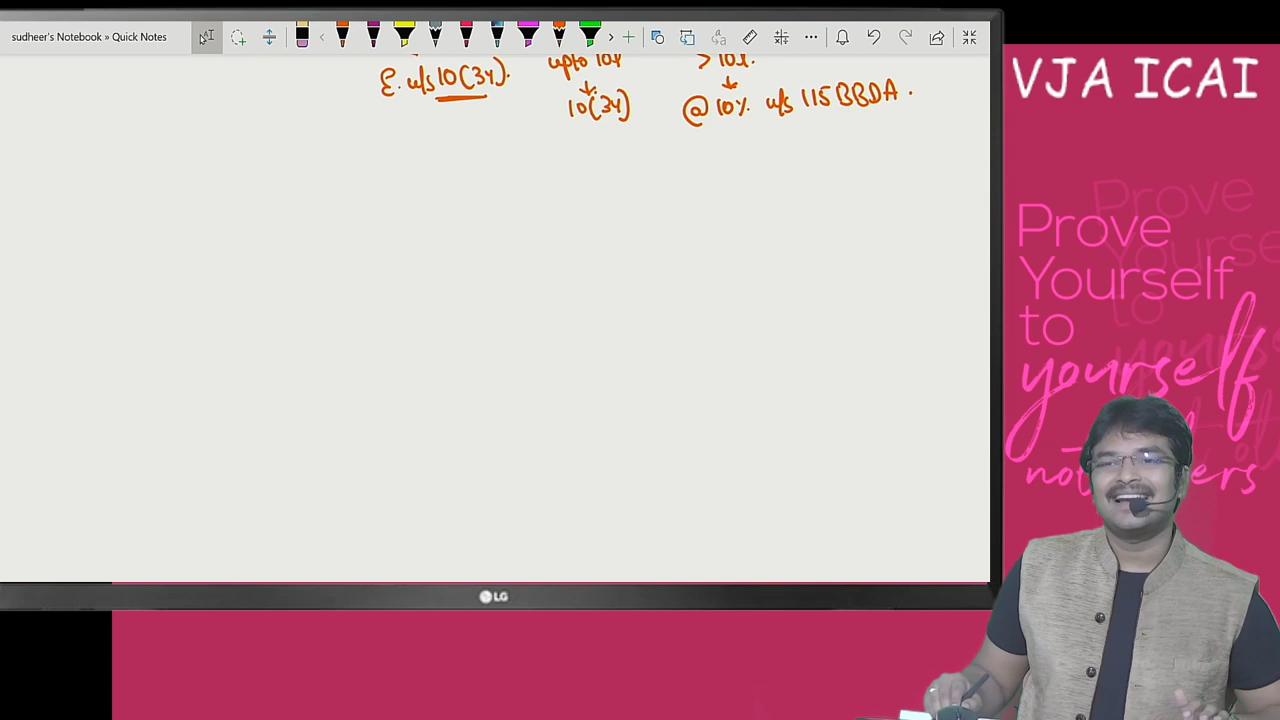 sudheer's Notebook » Quick Notes
VJA ICAI
upto 10L > 10L.
E. u/s 10(34).
10(34) @ 10% u/s 115BBDA.
Prove
Yourself
to
yourself
not
LG